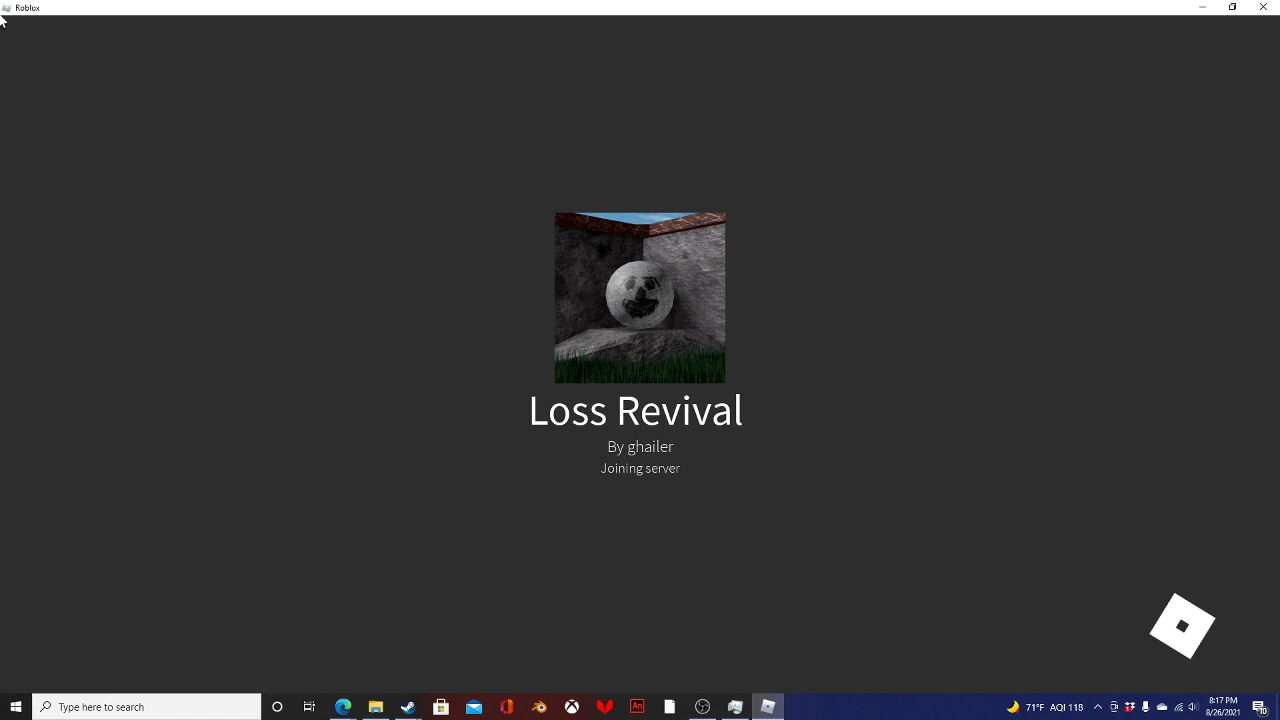 Roblox
Loss Revival
By ghailer
Joining server
Type here to search
An
71°F AQI 118
8:17 PM
8/26/2021